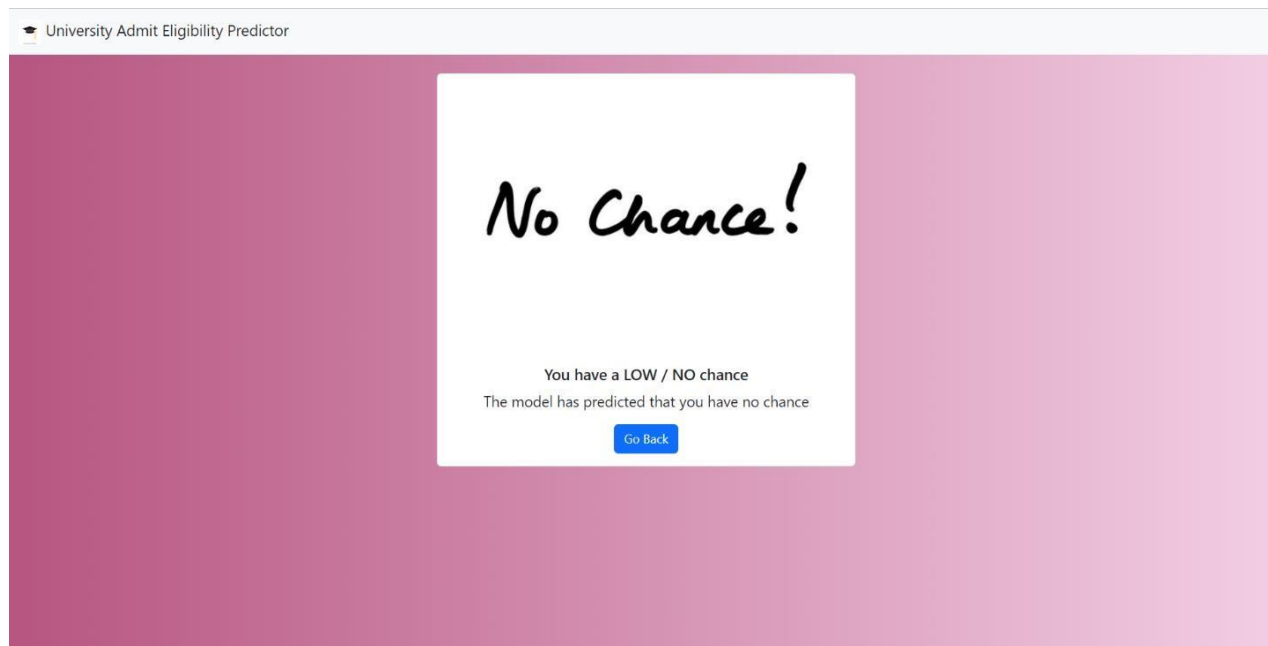 University Admit Eligibility Predictor
No Chance!
You have a LOW / NO chance
The model has predicted that you have no chance
Go Back